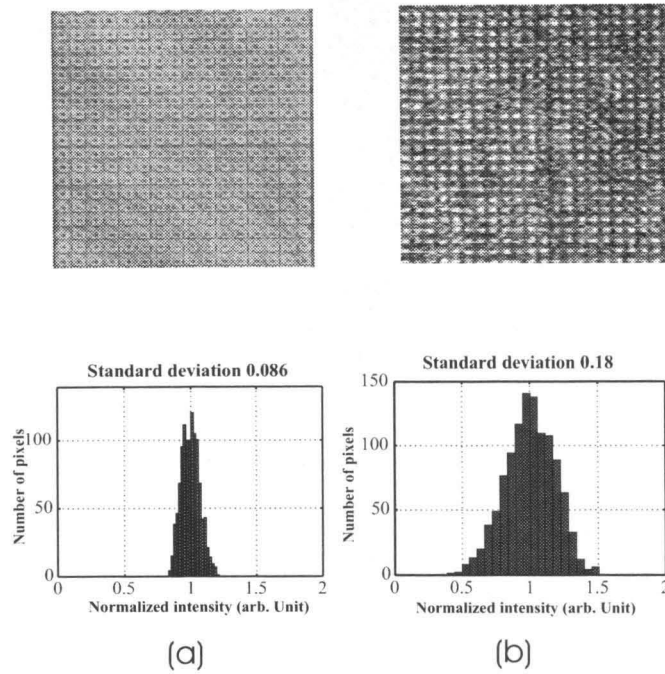 Standard deviation 0.086
Number of pixels
100
50
0
0
0.5
1
1.5
2
Normalized intensity (arb. Unit)
(a)
Standard deviation 0.18
Number of pixels
150
100
50
0
0
0.5
1
1.5
2
Normalized intensity (arb. Unit)
(b)